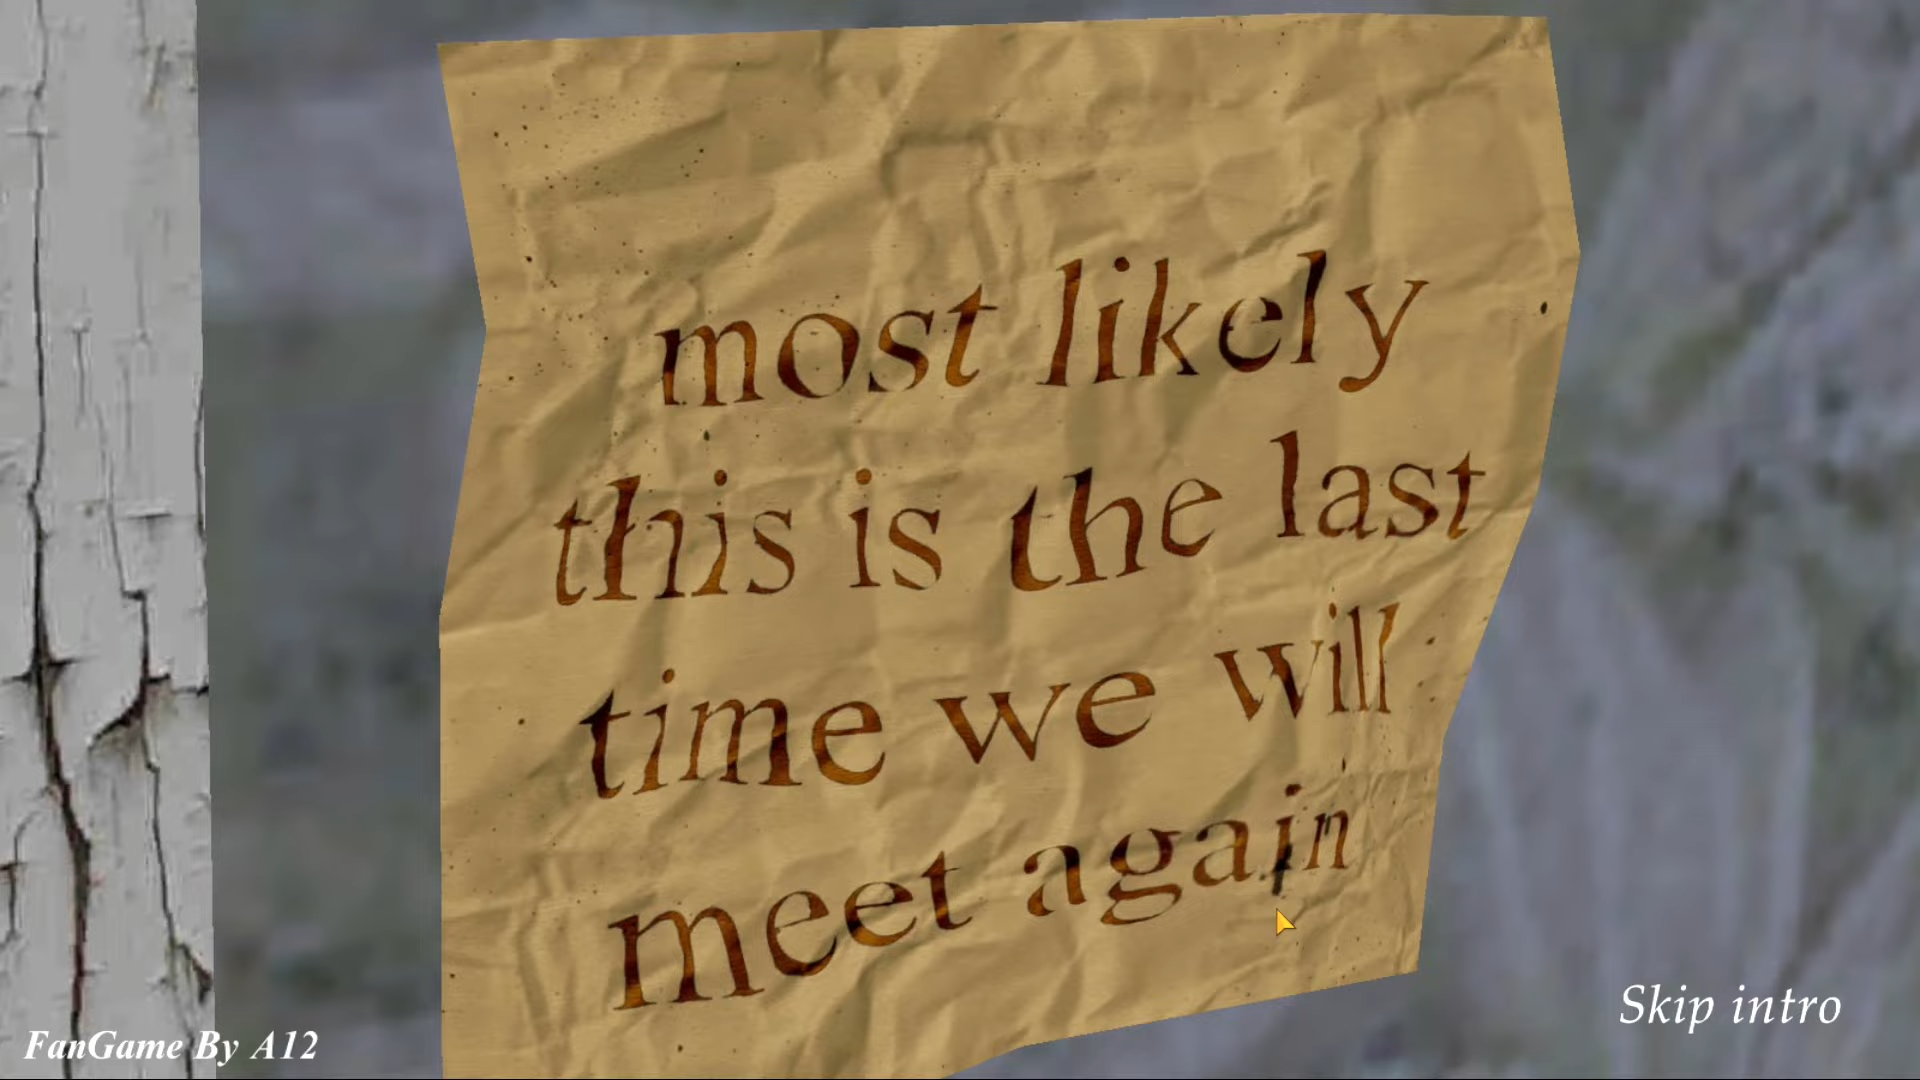 most likely
this is the last
time we will
meet again
Skip intro
FanGame By A12